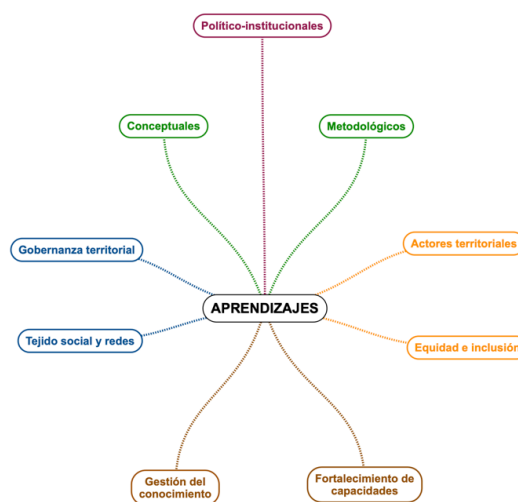 Político-institucionales
Conceptuales
Metodológicos
Gobernanza territorial
Actores territoriales
APRENDIZAJES
Tejido social y redes
Equidad e inclusión
Gestión del
conocimiento
Fortalecimiento de
capacidades